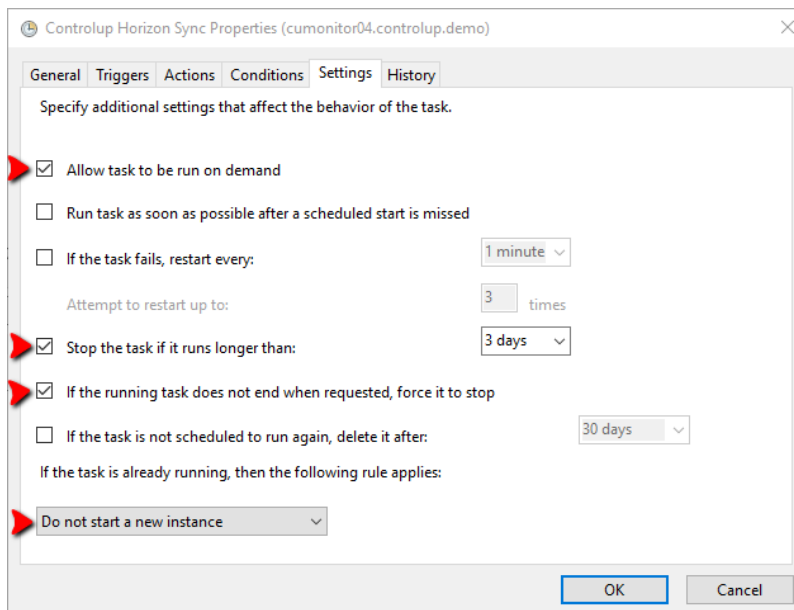 Controlup Horizon Sync Properties (cumonitor04.controlup.demo)
General Triggers Actions Conditions Settings History
Specify additional settings that affect the behavior of the task.
Allow task to be run on demand
Run task as soon as possible after a scheduled start is missed
If the task fails, restart every: 1 minute
Attempt to restart up to: 3 times
Stop the task if it runs longer than: 3 days
If the running task does not end when requested, force it to stop
If the task is not scheduled to run again, delete it after: 30 days
If the task is already running, then the following rule applies:
Do not start a new instance
OK Cancel